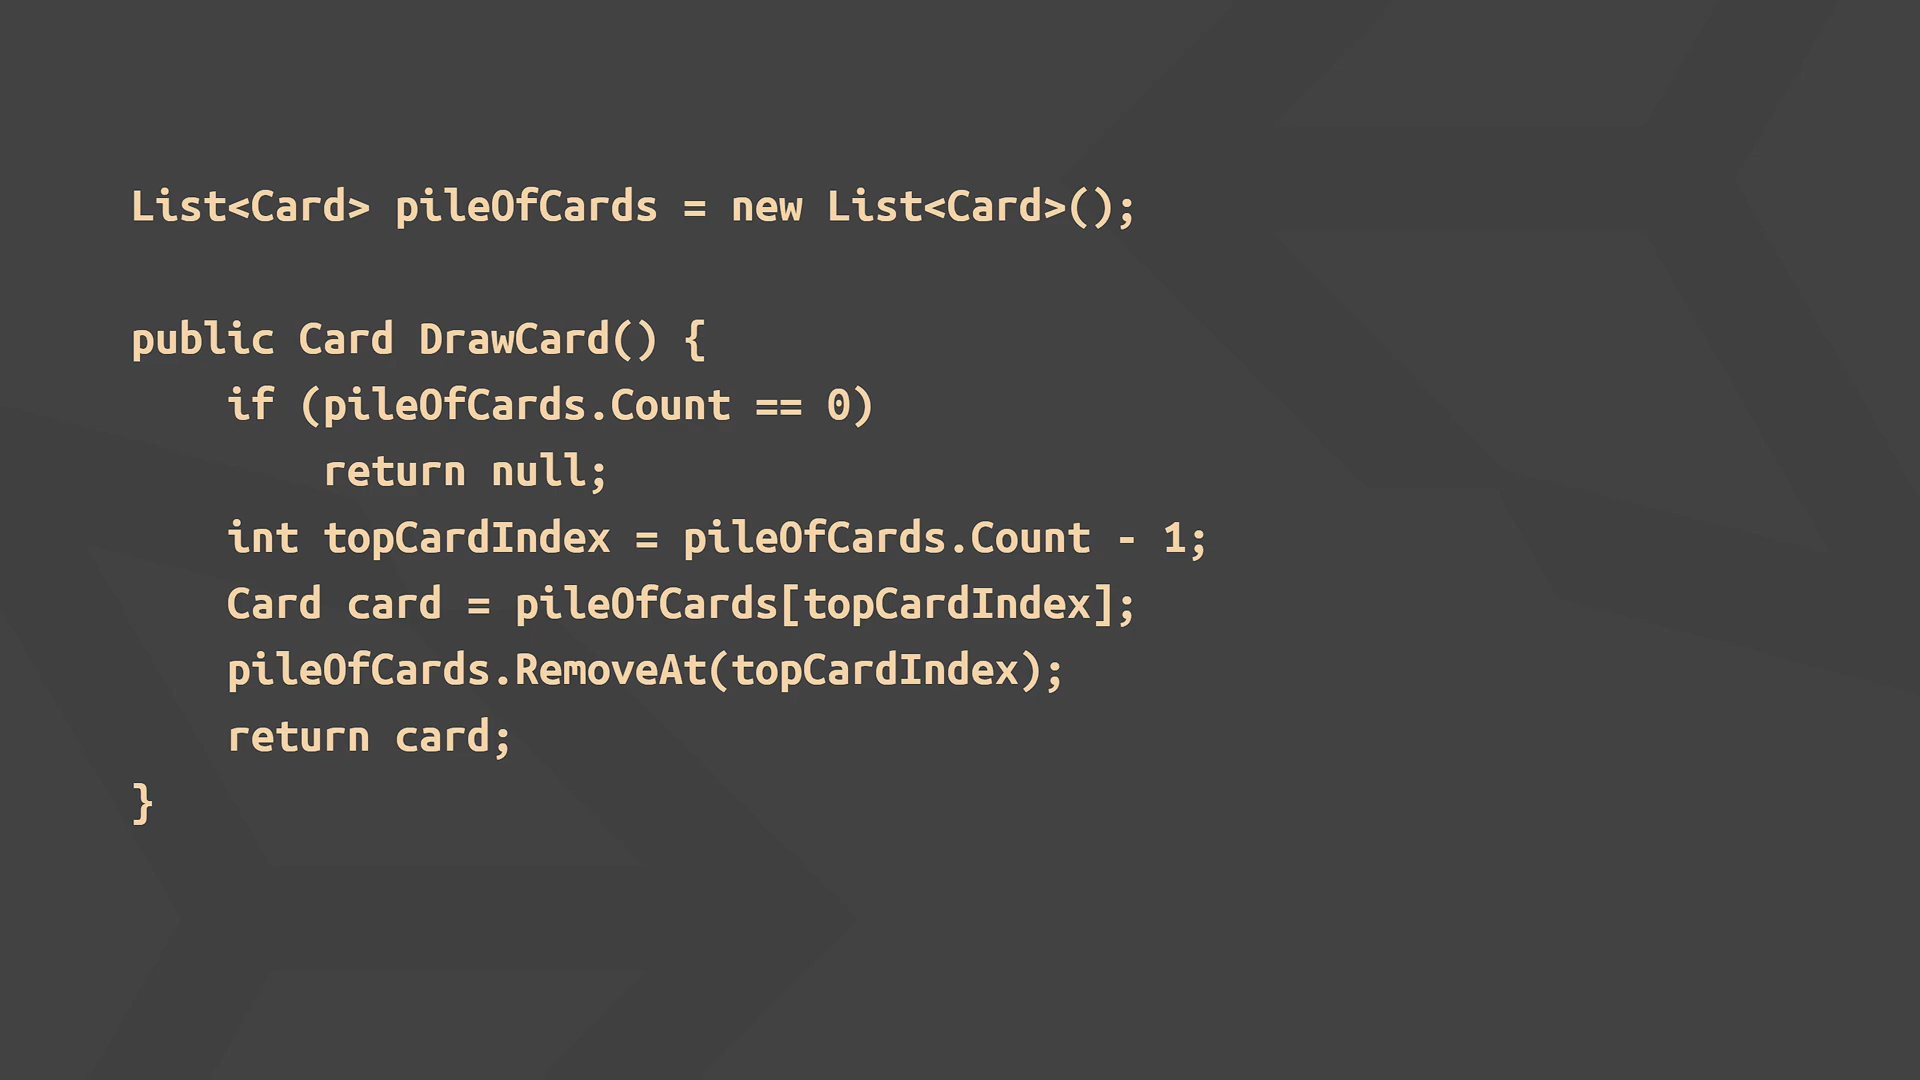 List<Card> pileOfCards = new List<Card>();
public Card DrawCard() {
if (pileOfCards.Count == 0)
return null;
int topCardIndex = pileOfCards.Count - 1;
Card card = pileOfCards[topCardIndex];
pileOfCards.RemoveAt(topCardIndex);
return card;
}